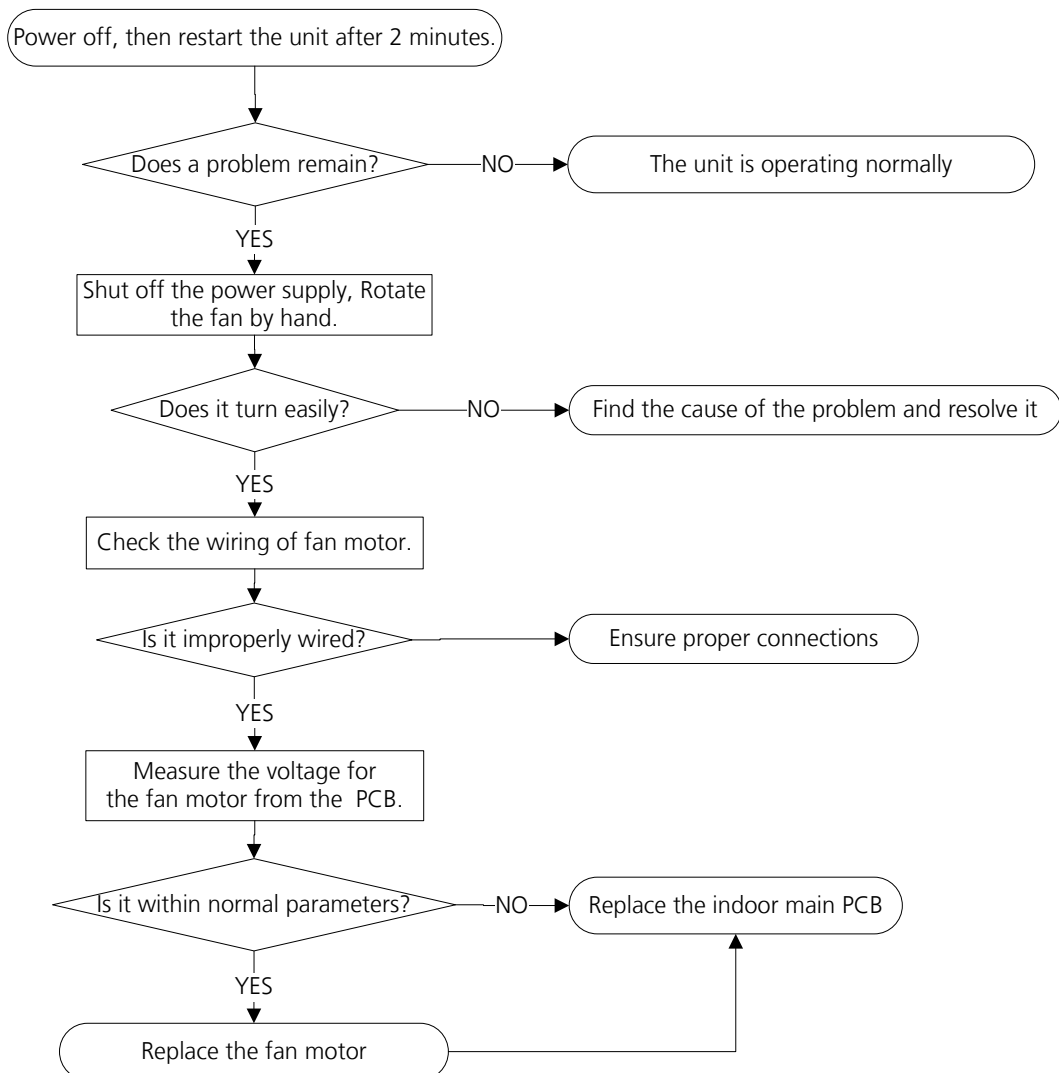 Power off, then restart the unit after 2 minutes.
Does a problem remain?
NO
The unit is operating normally
YES
Shut off the power supply, Rotate
the fan by hand.
Does it turn easily?
NO
Find the cause of the problem and resolve it
YES
Check the wiring of fan motor.
Is it improperly wired?
Ensure proper connections
YES
Measure the voltage for
the fan motor from the PCB.
Is it within normal parameters?
NO
Replace the indoor main PCB
YES
Replace the fan motor